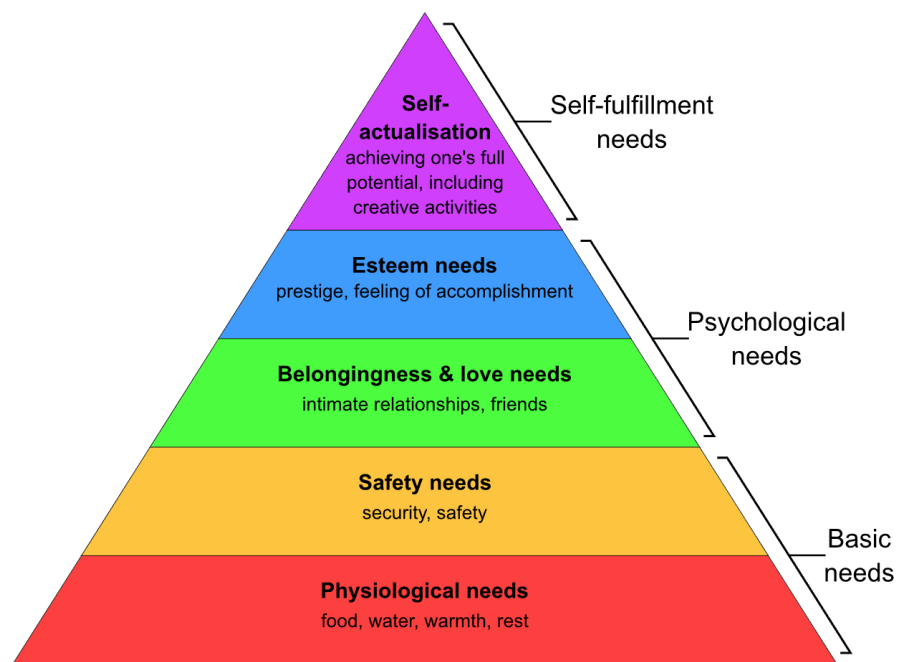 Self-
actualisation
achieving one's full
potential, including
creative activities
Self-fulfillment
needs
Esteem needs
prestige, feeling of accomplishment
Psychological
needs
Belongingness & love needs
intimate relationships, friends
Safety needs
security, safety
Basic
needs
Physiological needs
food, water, warmth, rest